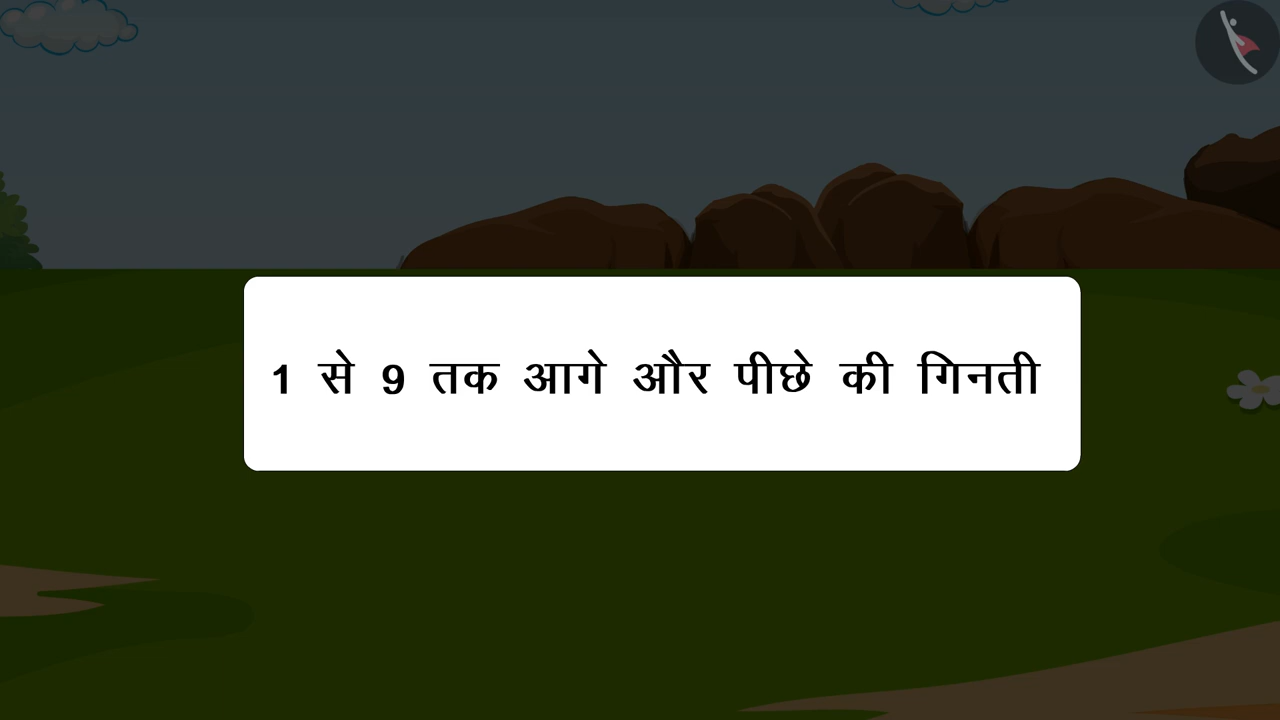 1 से 9 तक आगे और पीछे की गिनती